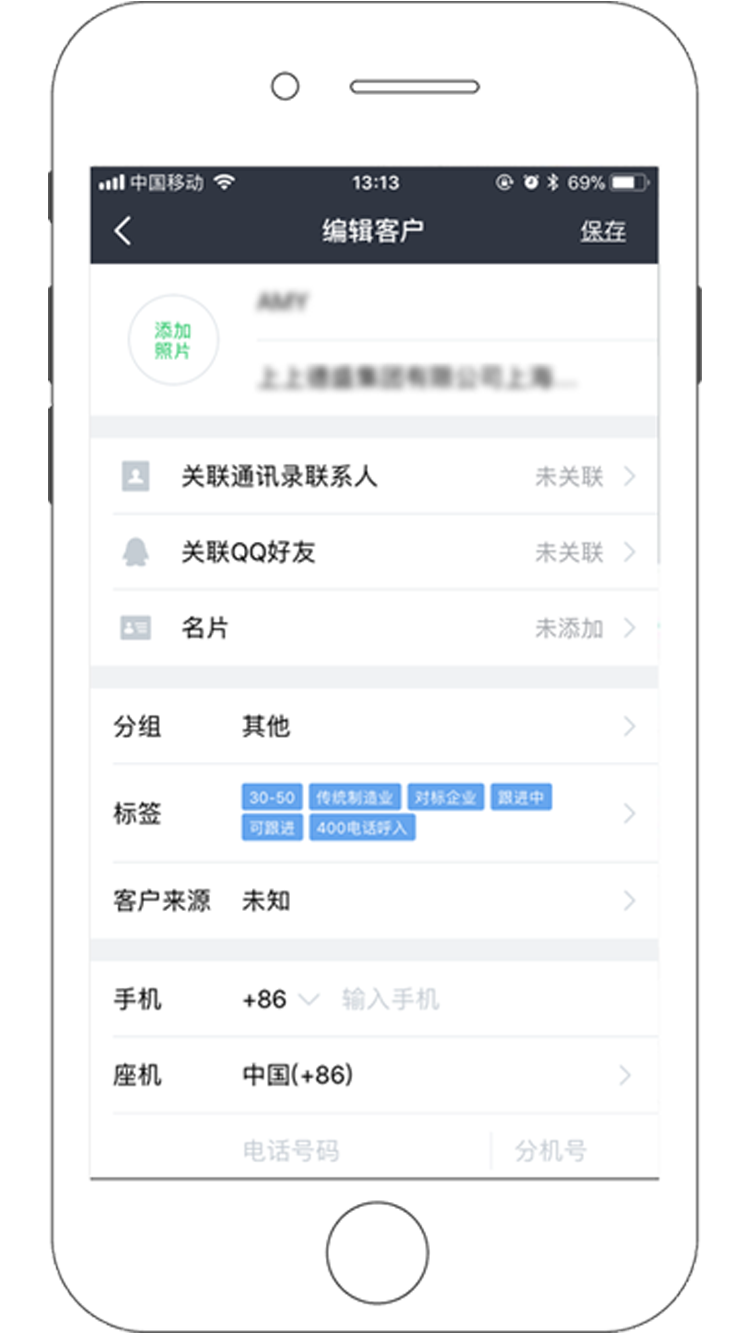 中国移动 13:13 69%
编辑客户 保存
添加
照片
AMY
关联通讯录联系人 未关联
关联QQ好友 未关联
名片 未添加
分组 其他
标签 30-50 传统制造业 对标企业 跟进中
可跟进 400电话呼入
客户来源 未知
手机 +86 输入手机
座机 中国(+86)
电话号码 分机号